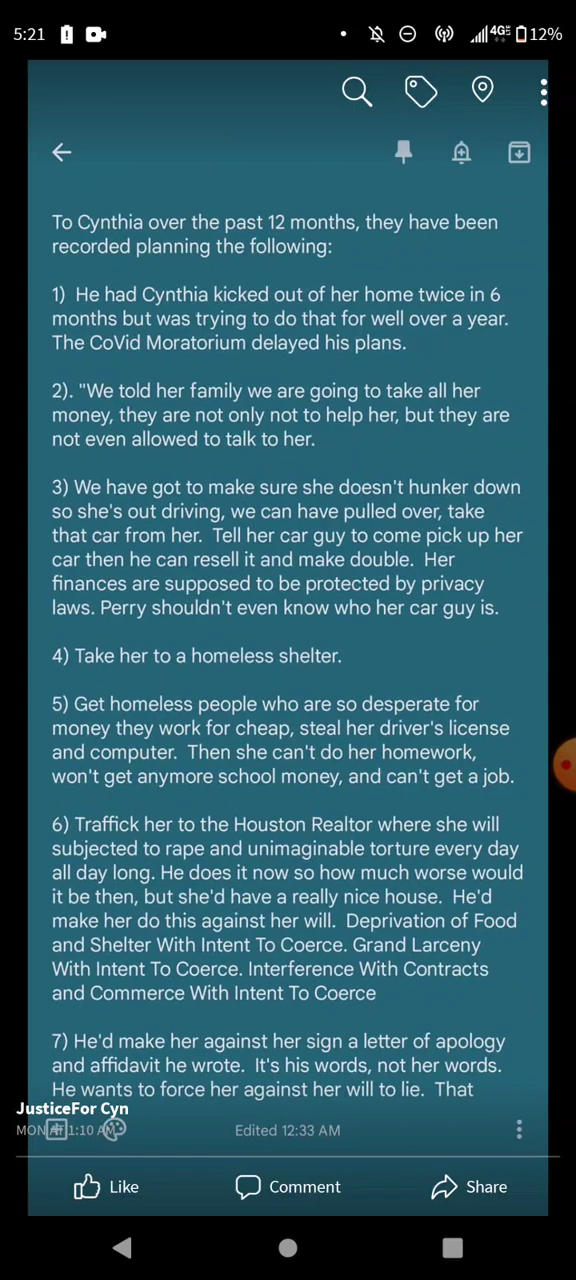 5:21
4G
12%
To Cynthia over the past 12 months, they have been
recorded planning the following:
1)  He had Cynthia kicked out of her home twice in 6
months but was trying to do that for well over a year.
The CoVid Moratorium delayed his plans.
2). "We told her family we are going to take all her
money, they are not only not to help her, but they are
not even allowed to talk to her.
3) We have got to make sure she doesn't hunker down
so she's out driving, we can have pulled over, take
that car from her.  Tell her car guy to come pick up her
car then he can resell it and make double.  Her
finances are supposed to be protected by privacy
laws. Perry shouldn't even know who her car guy is.
4) Take her to a homeless shelter.
5) Get homeless people who are so desperate for
money they work for cheap, steal her driver's license
and computer.  Then she can't do her homework,
won't get anymore school money, and can't get a job.
6) Traffick her to the Houston Realtor where she will
subjected to rape and unimaginable torture every day
all day long. He does it now so how much worse would
it be then, but she'd have a really nice house.  He'd
make her do this against her will.  Deprivation of Food
and Shelter With Intent To Coerce. Grand Larceny
With Intent To Coerce. Interference With Contracts
and Commerce With Intent To Coerce
7) He'd make her against her sign a letter of apology
and affidavit he wrote.  It's his words, not her words.
He wants to force her against her will to lie.  That
JusticeFor Cyn
MON AT 1:10 AM
Edited 12:33 AM
Like
Comment
Share